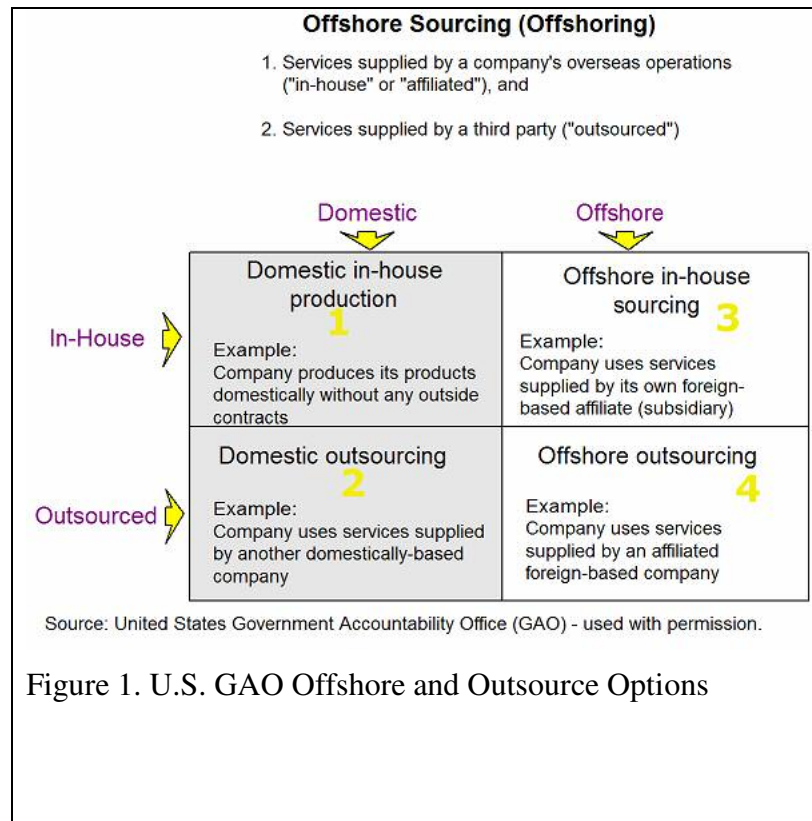 Offshore Sourcing (Offshoring)
1. Services supplied by a company's overseas operations
("in-house" or "affiliated"), and
2. Services supplied by a third party ("outsourced")
Domestic
Offshore
In-House
Domestic in-house
production
1
Example:
Company produces its products
domestically without any outside
contracts
Offshore in-house
sourcing
3
Example:
Company uses services
supplied by its own foreign-
based affiliate (subsidiary)
Outsourced
Domestic outsourcing
2
Example:
Company uses services supplied
by another domestically-based
company
Offshore outsourcing
4
Example:
Company uses services
supplied by an affiliated
foreign-based company
Source: United States Government Accountability Office (GAO) - used with permission.
Figure 1. U.S. GAO Offshore and Outsource Options